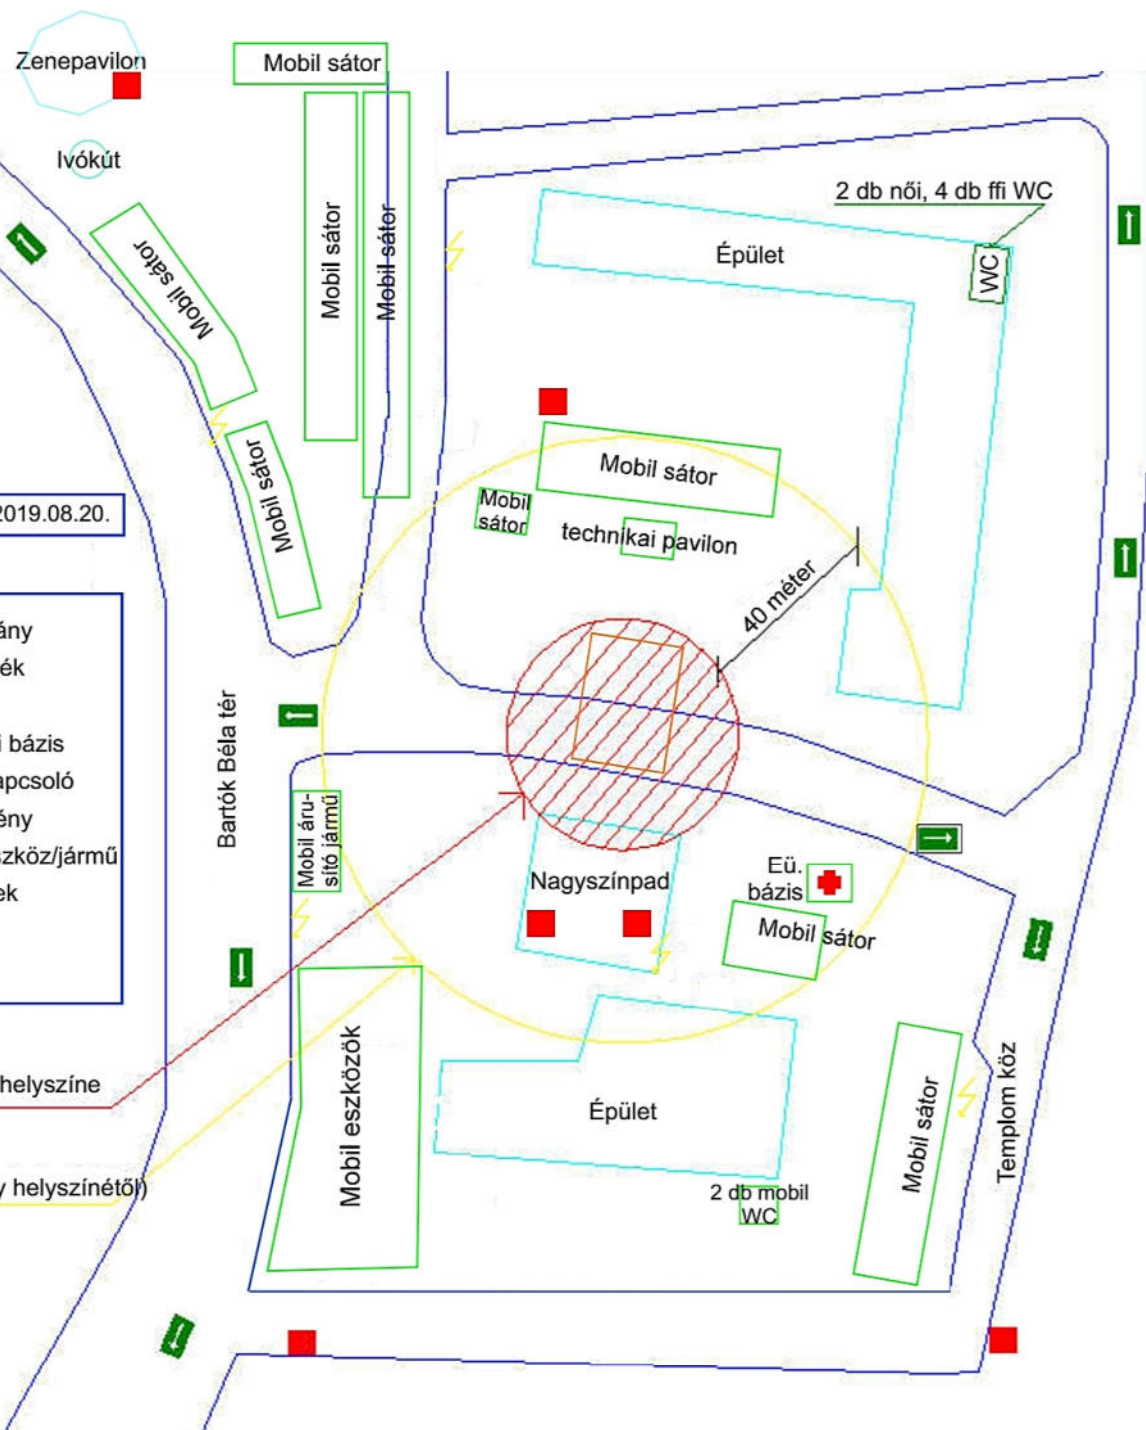 Zenepavilon
Mobil sátor
Ivókút
2 db női, 4 db ffi WC
Épület
WC
Mobil sátor
Mobil sátor
Mobil sátor
Mobil sátor
Mobil sátor
Mobil
sátor
technikai pavilon
40 méter
2019.08.20.
ány
ék
i bázis
apcsoló
ény
szköz/jármű
ek
Bartók Béla tér
Mobil áru-
sító jármű
Nagyszínpad
Eü.
bázis
Mobil sátor
Mobil eszközök
Épület
Mobil sátor
Templom köz
helyszíne
y helyszínétől)
2 db mobil
WC